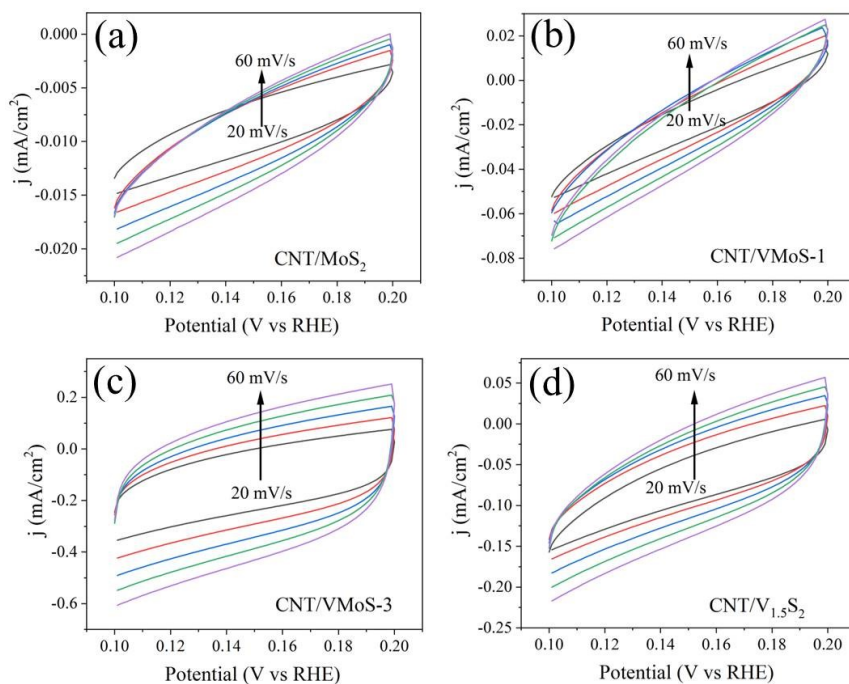 (a)
0.000
-0.005
-0.010
-0.015
-0.020
j (mA/cm²)
60 mV/s
20 mV/s
CNT/MoS₂
0.10 0.12 0.14 0.16 0.18 0.20
Potential (V vs RHE)
(b)
0.02
0.00
-0.02
-0.04
-0.06
-0.08
j (mA/cm²)
60 mV/s
20 mV/s
CNT/VMoS-1
0.10 0.12 0.14 0.16 0.18 0.20
Potential (V vs RHE)
(c)
0.2
0.0
-0.2
-0.4
-0.6
j (mA/cm²)
60 mV/s
20 mV/s
CNT/VMoS-3
0.10 0.12 0.14 0.16 0.18 0.20
Potential (V vs RHE)
(d)
0.05
0.00
-0.05
-0.10
-0.15
-0.20
-0.25
j (mA/cm²)
60 mV/s
20 mV/s
CNT/V₁.₅S₂
0.10 0.12 0.14 0.16 0.18 0.20
Potential (V vs RHE)